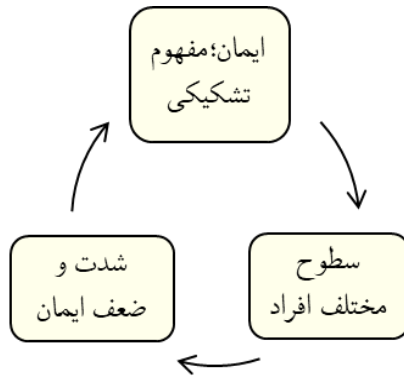 ایمان؛مفهوم
تشکیکی
سطوح
مختلف افراد
شدت و
ضعف ایمان